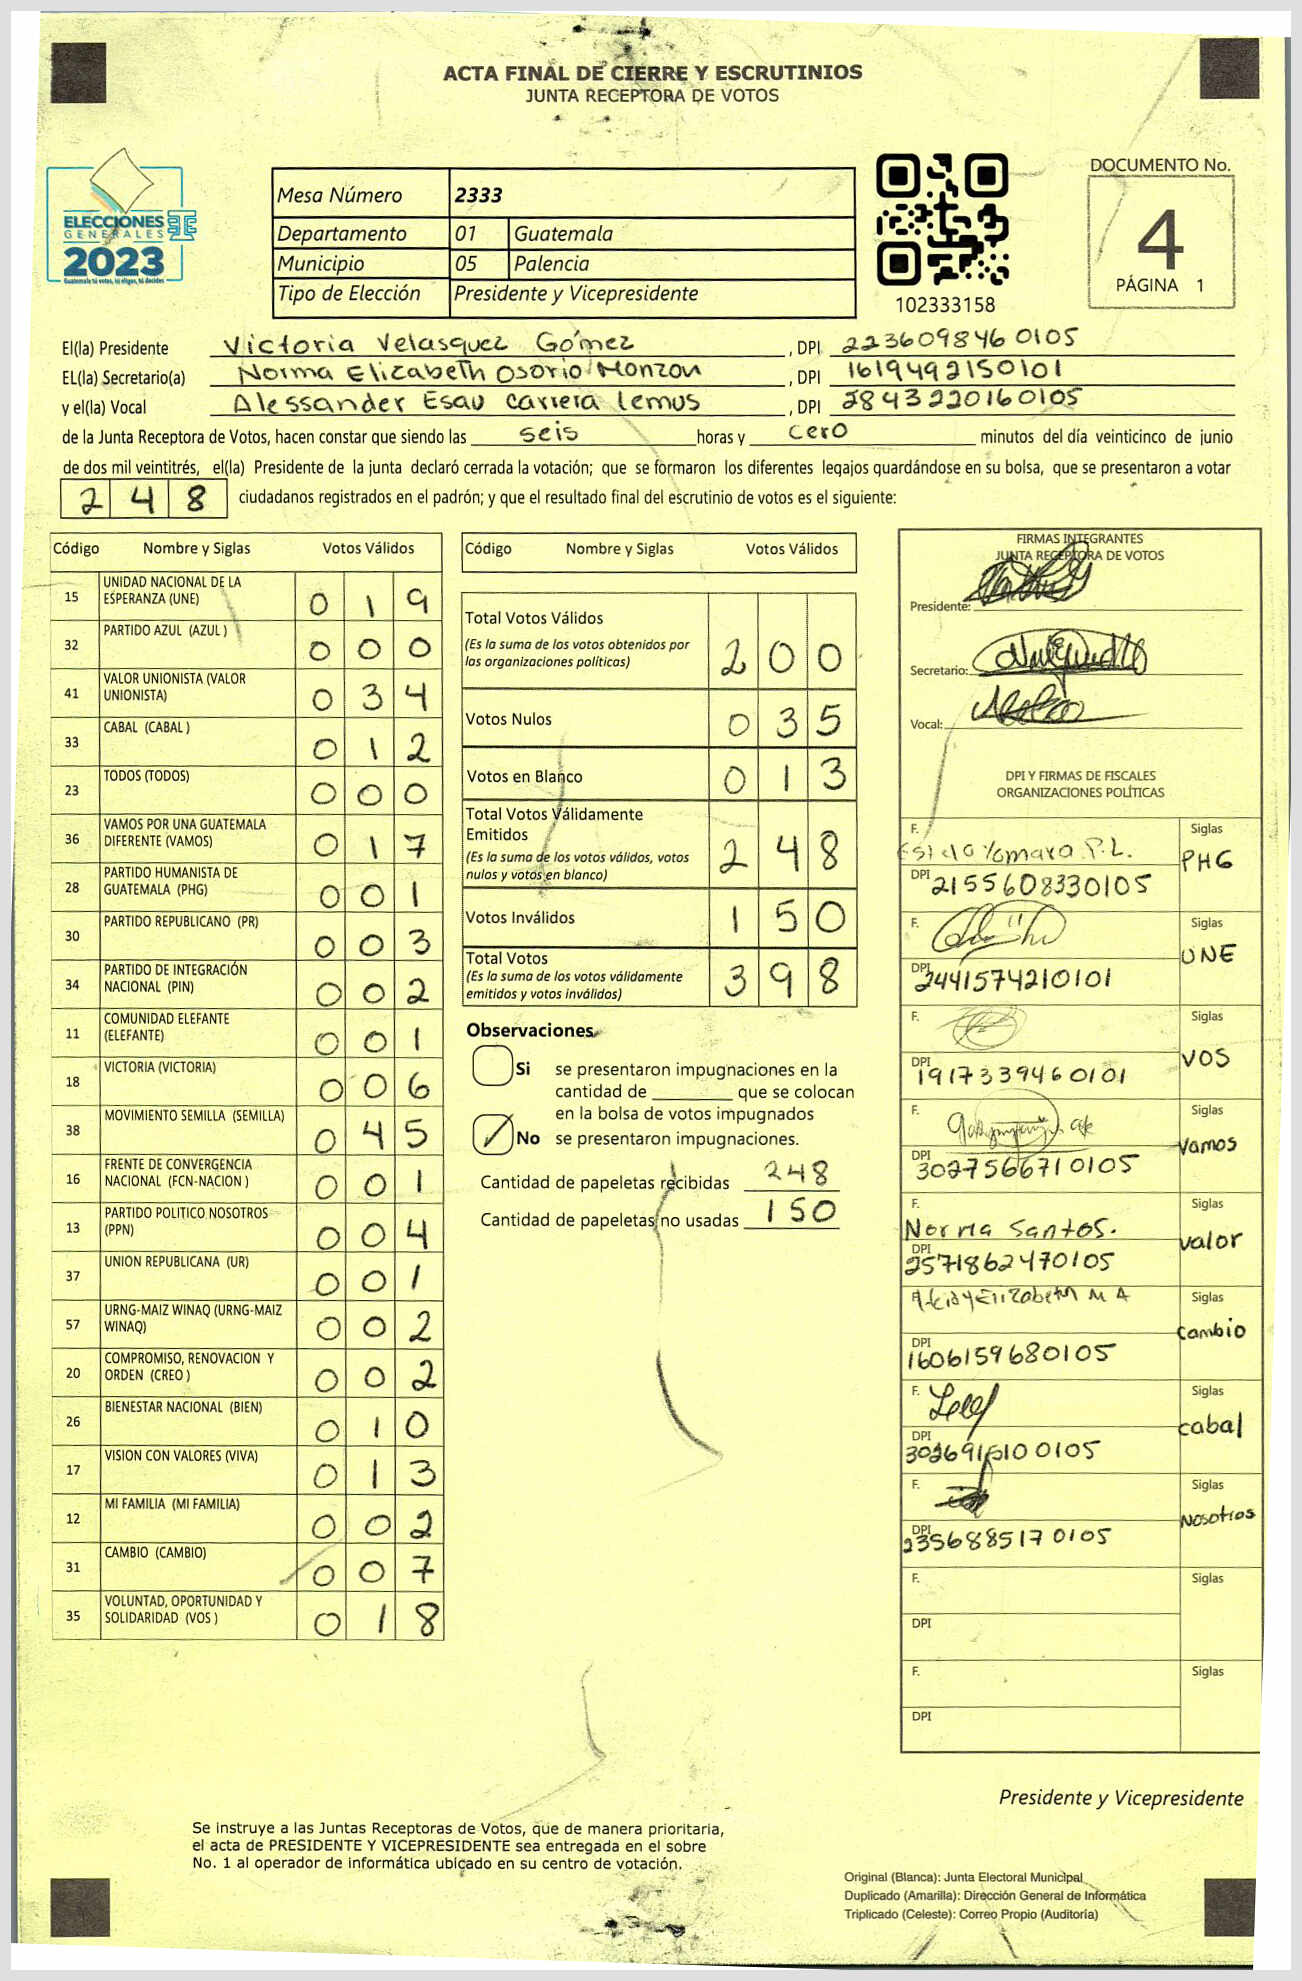 ACTA FINAL DE CIERRE Y ESCRUTINIOS
JUNTA RECEPTORA DE VOTOS
ELECCIONES
GENERALES
2023
Guatemala tú votas, tú eliges, tú decides
Mesa Número 2333
Departamento 01 Guatemala
Municipio 05 Palencia
Tipo de Elección Presidente y Vicepresidente
102333158
DOCUMENTO No.
4
PÁGINA 1
El(la) Presidente Victoria Velasquez Gómez , DPI 223609846 0105
EL(la) Secretario(a) Norma Elizabeth Osorio Monzon , DPI 1619492150101
y el(la) Vocal Alessander Esau Carrera lemus , DPI 2843220160105
de la Junta Receptora de Votos, hacen constar que siendo las seis horas y cero minutos del día veinticinco de junio
de dos mil veintitrés, el(la) Presidente de la junta declaró cerrada la votación; que se formaron los diferentes legajos guardándose en su bolsa, que se presentaron a votar
248 ciudadanos registrados en el padrón; y que el resultado final del escrutinio de votos es el siguiente:
Código Nombre y Siglas Votos Válidos
15 UNIDAD NACIONAL DE LA ESPERANZA (UNE) 0 1 9
32 PARTIDO AZUL (AZUL ) 0 0 0
41 VALOR UNIONISTA (VALOR UNIONISTA) 0 3 4
33 CABAL (CABAL ) 0 1 2
23 TODOS (TODOS) 0 0 0
36 VAMOS POR UNA GUATEMALA DIFERENTE (VAMOS) 0 1 7
28 PARTIDO HUMANISTA DE GUATEMALA (PHG) 0 0 1
30 PARTIDO REPUBLICANO (PR) 0 0 3
34 PARTIDO DE INTEGRACIÓN NACIONAL (PIN) 0 0 2
11 COMUNIDAD ELEFANTE (ELEFANTE) 0 0 1
18 VICTORIA (VICTORIA) 0 0 6
38 MOVIMIENTO SEMILLA (SEMILLA) 0 4 5
16 FRENTE DE CONVERGENCIA NACIONAL (FCN-NACION ) 0 0 1
13 PARTIDO POLITICO NOSOTROS (PPN) 0 0 4
37 UNION REPUBLICANA (UR) 0 0 1
57 URNG-MAIZ WINAQ (URNG-MAIZ WINAQ) 0 0 2
20 COMPROMISO, RENOVACION Y ORDEN (CREO ) 0 0 2
26 BIENESTAR NACIONAL (BIEN) 0 1 0
17 VISION CON VALORES (VIVA) 0 1 3
12 MI FAMILIA (MI FAMILIA) 0 0 2
31 CAMBIO (CAMBIO) 0 0 7
35 VOLUNTAD, OPORTUNIDAD Y SOLIDARIDAD (VOS ) 0 1 8
Código Nombre y Siglas Votos Válidos
Total Votos Válidos
(Es la suma de los votos obtenidos por
las organizaciones políticas) 2 0 0
Votos Nulos 0 3 5
Votos en Blanco 0 1 3
Total Votos Válidamente
Emitidos
(Es la suma de los votos válidos, votos
nulos y votos en blanco) 2 4 8
Votos Inválidos 1 5 0
Total Votos
(Es la suma de los votos válidamente
emitidos y votos inválidos) 3 9 8
Observaciones
Si se presentaron impugnaciones en la
cantidad de ________ que se colocan
en la bolsa de votos impugnados
No se presentaron impugnaciones.
Cantidad de papeletas recibidas 248
Cantidad de papeletas no usadas 150
FIRMAS INTEGRANTES
JUNTA RECEPTORA DE VOTOS
Presidente:
Secretario:
Vocal:
DPI Y FIRMAS DE FISCALES
ORGANIZACIONES POLÍTICAS
F. P.L. Siglas
DPI 2155608330105 PHG
F. Siglas
DPI 2441574210101 UNE
F. Siglas
DPI 1917339460101 VOS
F. Siglas
DPI 3027566710105 Vamos
F. Norma Santos. Siglas
DPI 2571862470105 valor
F. Elizabeth M A Siglas
DPI 1606159680105 cambio
F. Siglas
DPI cabal
F. Siglas
DPI 2356885170105 Nosotros
F. Siglas
DPI
F. Siglas
DPI
Presidente y Vicepresidente
Se instruye a las Juntas Receptoras de Votos, que de manera prioritaria,
el acta de PRESIDENTE Y VICEPRESIDENTE sea entregada en el sobre
No. 1 al operador de informática ubicado en su centro de votación.
Original (Blanca): Junta Electoral Municipal
Duplicado (Amarilla): Dirección General de Informática
Triplicado (Celeste): Correo Propio (Auditoría)